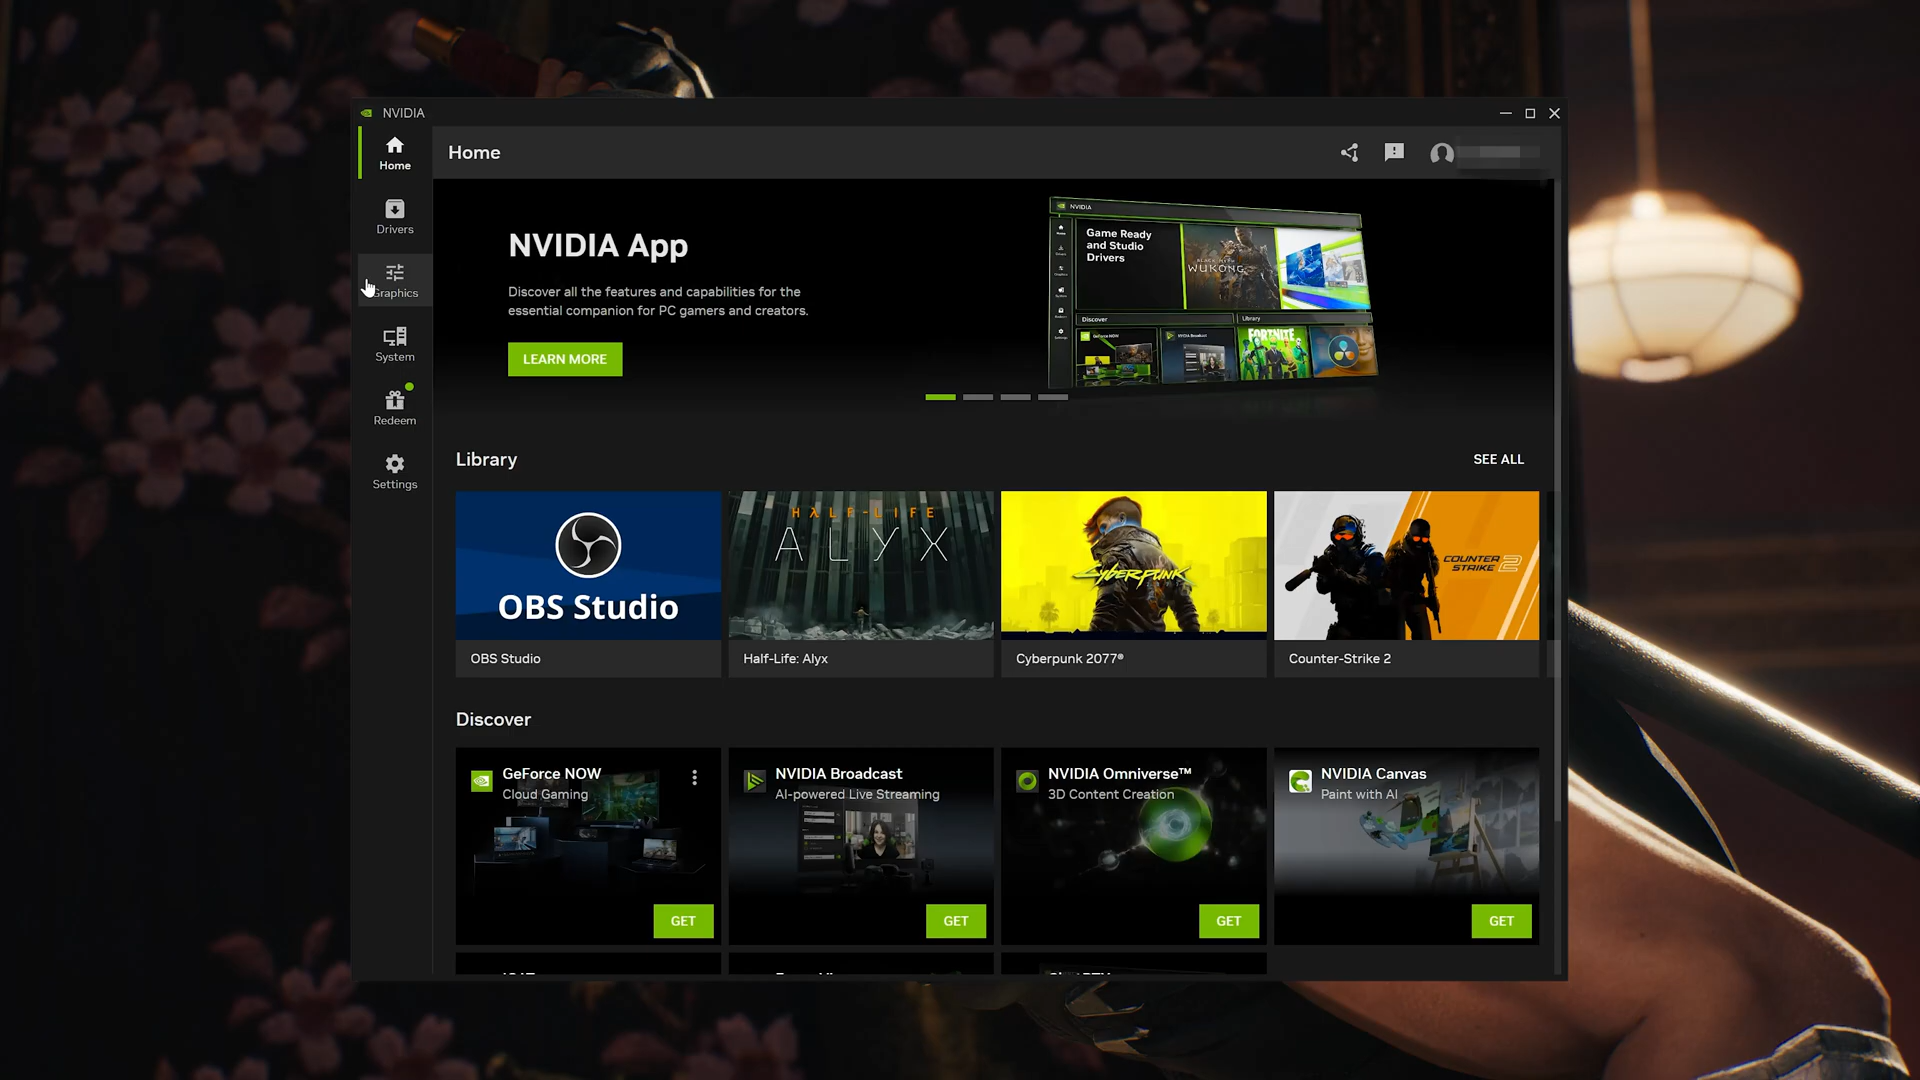 NVIDIA
Home
Home
Drivers
Graphics
System
Redeem
Settings
NVIDIA App
Discover all the features and capabilities for the
essential companion for PC gamers and creators.
LEARN MORE
NVIDIA
Game Ready
and Studio
Drivers
WUKONG
Discover
Library
FORTNITE
Library
SEE ALL
HALF-LIFE
ALYX
Cyberpunk
COUNTER
STRIKE 2
OBS Studio
OBS Studio
Half-Life: Alyx
Cyberpunk 2077®
Counter-Strike 2
Discover
GeForce NOW
Cloud Gaming
GET
NVIDIA Broadcast
AI-powered Live Streaming
GET
NVIDIA Omniverse™
3D Content Creation
GET
NVIDIA Canvas
Paint with AI
GET